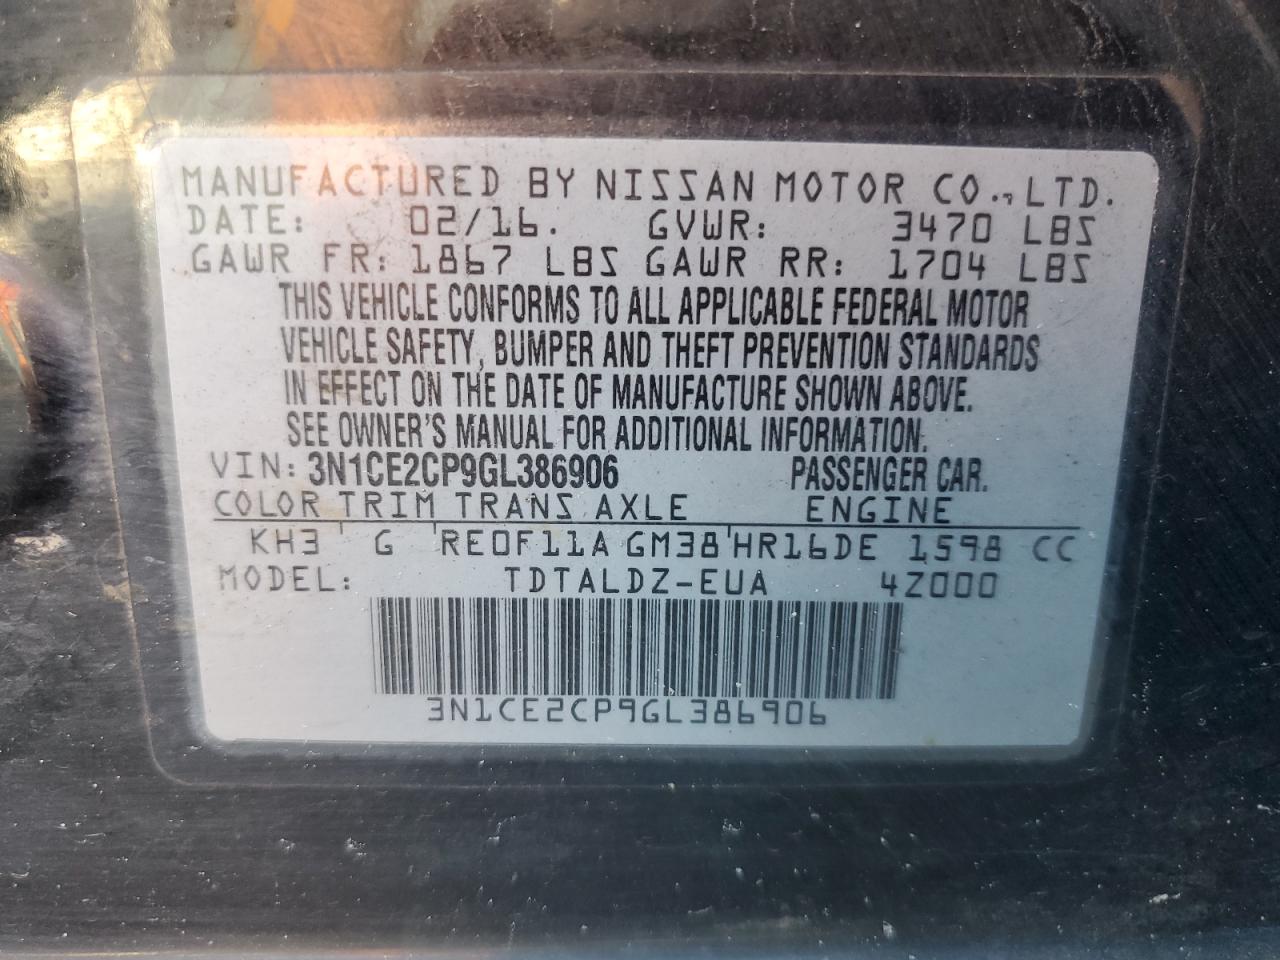 MANUFACTURED BY NISSAN MOTOR CO., LTD.
DATE: 02/16. GVWR: 3470 LBS
GAWR FR: 1867 LBS GAWR RR: 1704 LBS
THIS VEHICLE CONFORMS TO ALL APPLICABLE FEDERAL MOTOR
VEHICLE SAFETY, BUMPER AND THEFT PREVENTION STANDARDS
IN EFFECT ON THE DATE OF MANUFACTURE SHOWN ABOVE.
SEE OWNER'S MANUAL FOR ADDITIONAL INFORMATION.
VIN: 3N1CE2CP9GL386906 PASSENGER CAR.
COLOR TRIM TRANS AXLE ENGINE
KH3 G RE0F11A GM38 HR16DE 1598 CC
MODEL: TDTALDZ-EUA 4Z000
3N1CE2CP9GL386906